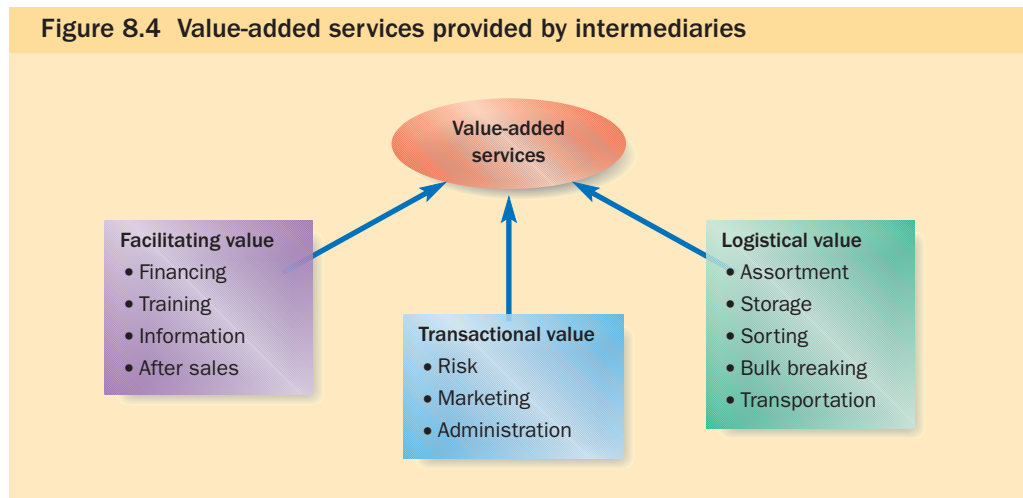 Figure 8.4 Value-added services provided by intermediaries
Value-added
services
Facilitating value
• Financing
• Training
• Information
• After sales
Transactional value
• Risk
• Marketing
• Administration
Logistical value
• Assortment
• Storage
• Sorting
• Bulk breaking
• Transportation